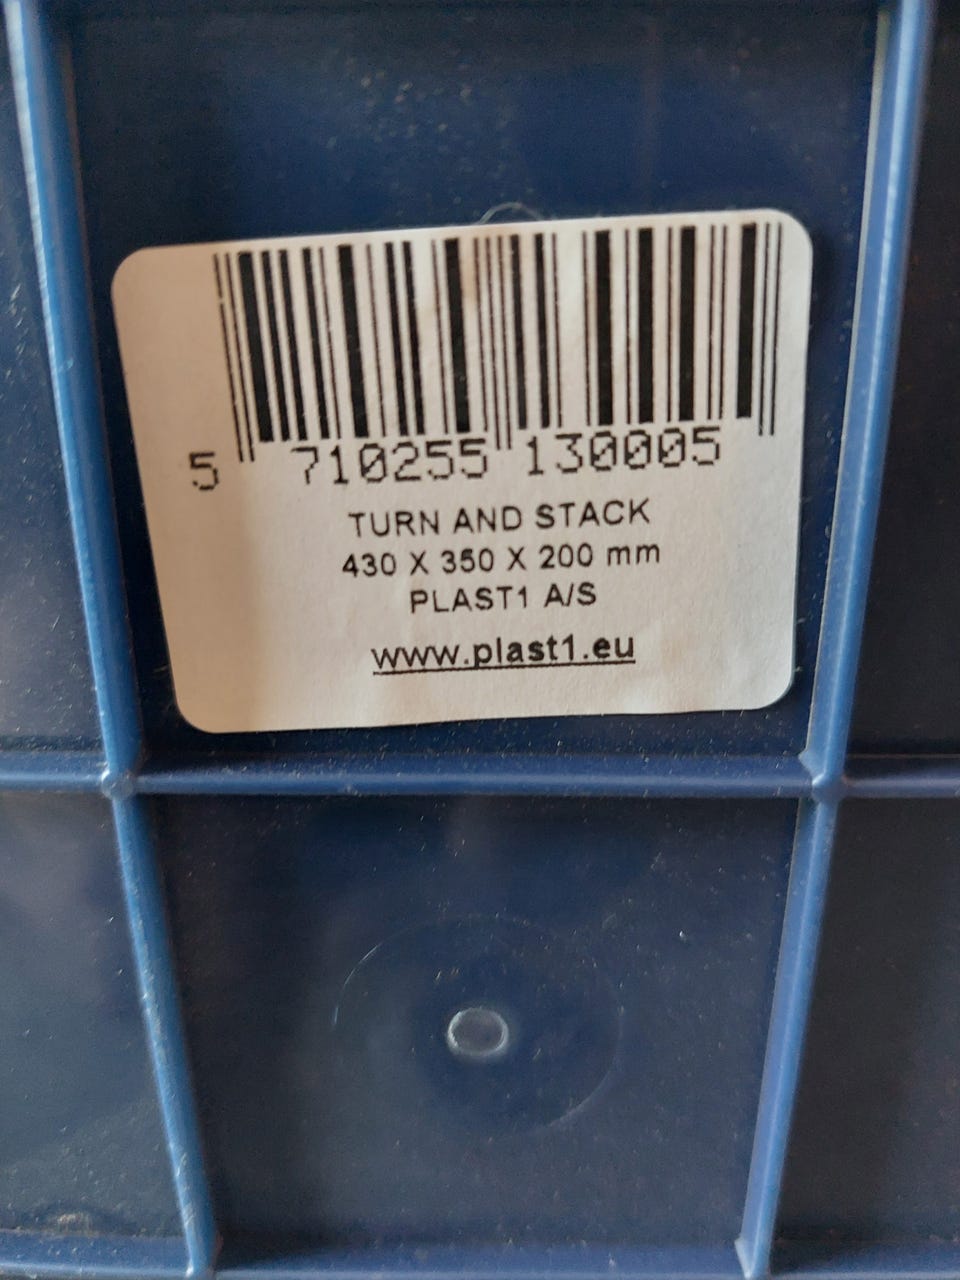 5 710255 130005
TURN AND STACK
430 X 350 X 200 mm
PLAST1 A/S
www.plast1.eu